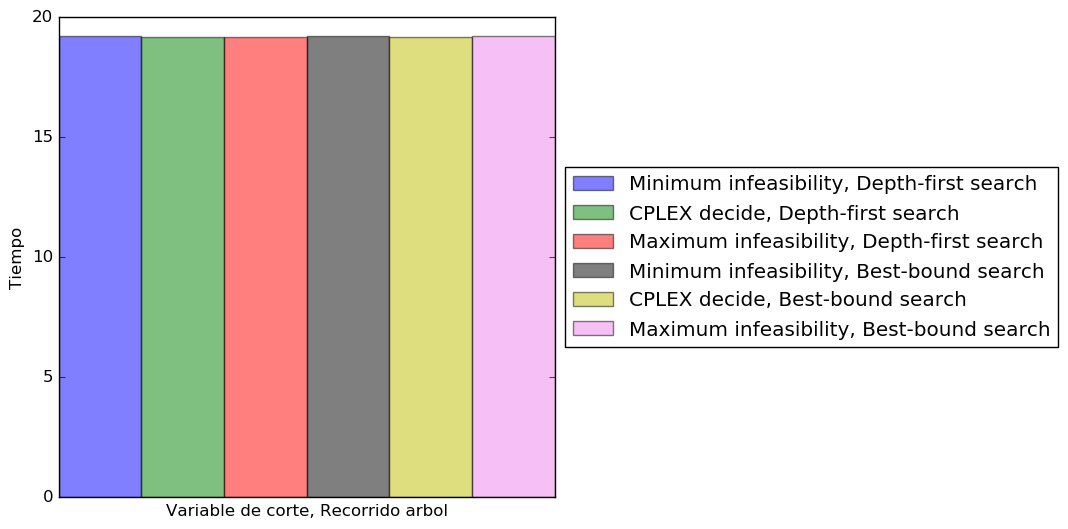 20
15
10
5
0
Tiempo
Variable de corte, Recorrido arbol
Minimum infeasibility, Depth-first search
CPLEX decide, Depth-first search
Maximum infeasibility, Depth-first search
Minimum infeasibility, Best-bound search
CPLEX decide, Best-bound search
Maximum infeasibility, Best-bound search